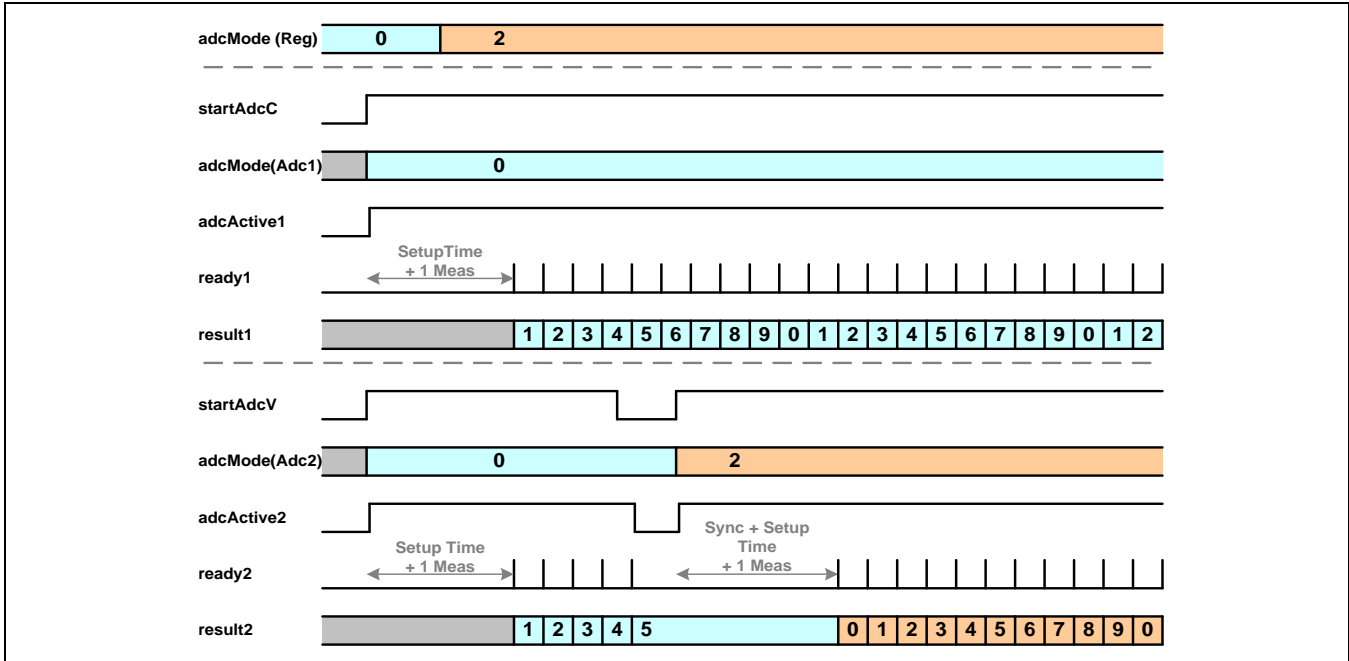 adcMode (Reg) 0 2
startAdcC
adcMode(Adc1) 0
adcActive1
SetupTime
+ 1 Meas
ready1
result1 1 2 3 4 5 6 7 8 9 0 1 2 3 4 5 6 7 8 9 0 1 2
startAdcV
adcMode(Adc2) 0 2
adcActive2
Sync + Setup
Time
+ 1 Meas
Setup Time
+ 1 Meas
ready2
result2 1 2 3 4 5 0 1 2 3 4 5 6 7 8 9 0